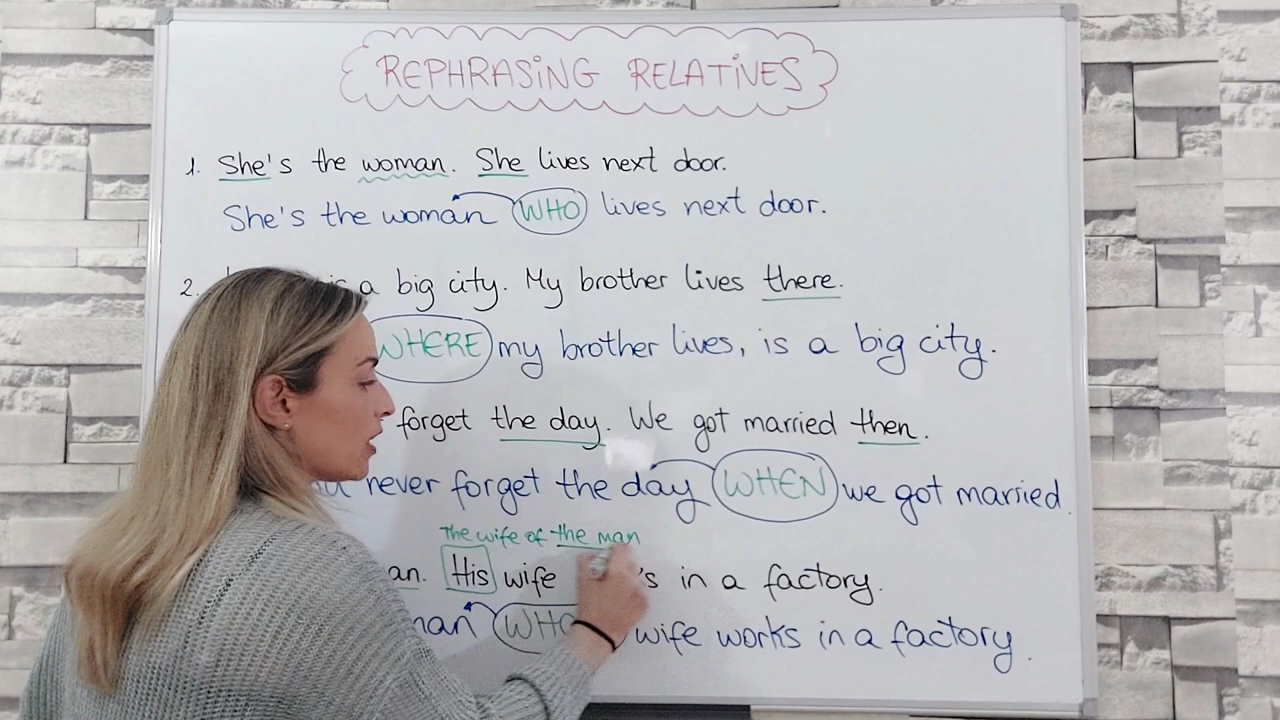 REPHRASING RELATIVES
1. She's the woman. She lives next door.
She's the woman WHO lives next door.
2. a big city. My brother lives there.
WHERE my brother lives, is a big city.
forget the day. We got married then.
never forget the day WHEN we got married.
The wife of the man
His wife in a factory.
wife works in a factory.